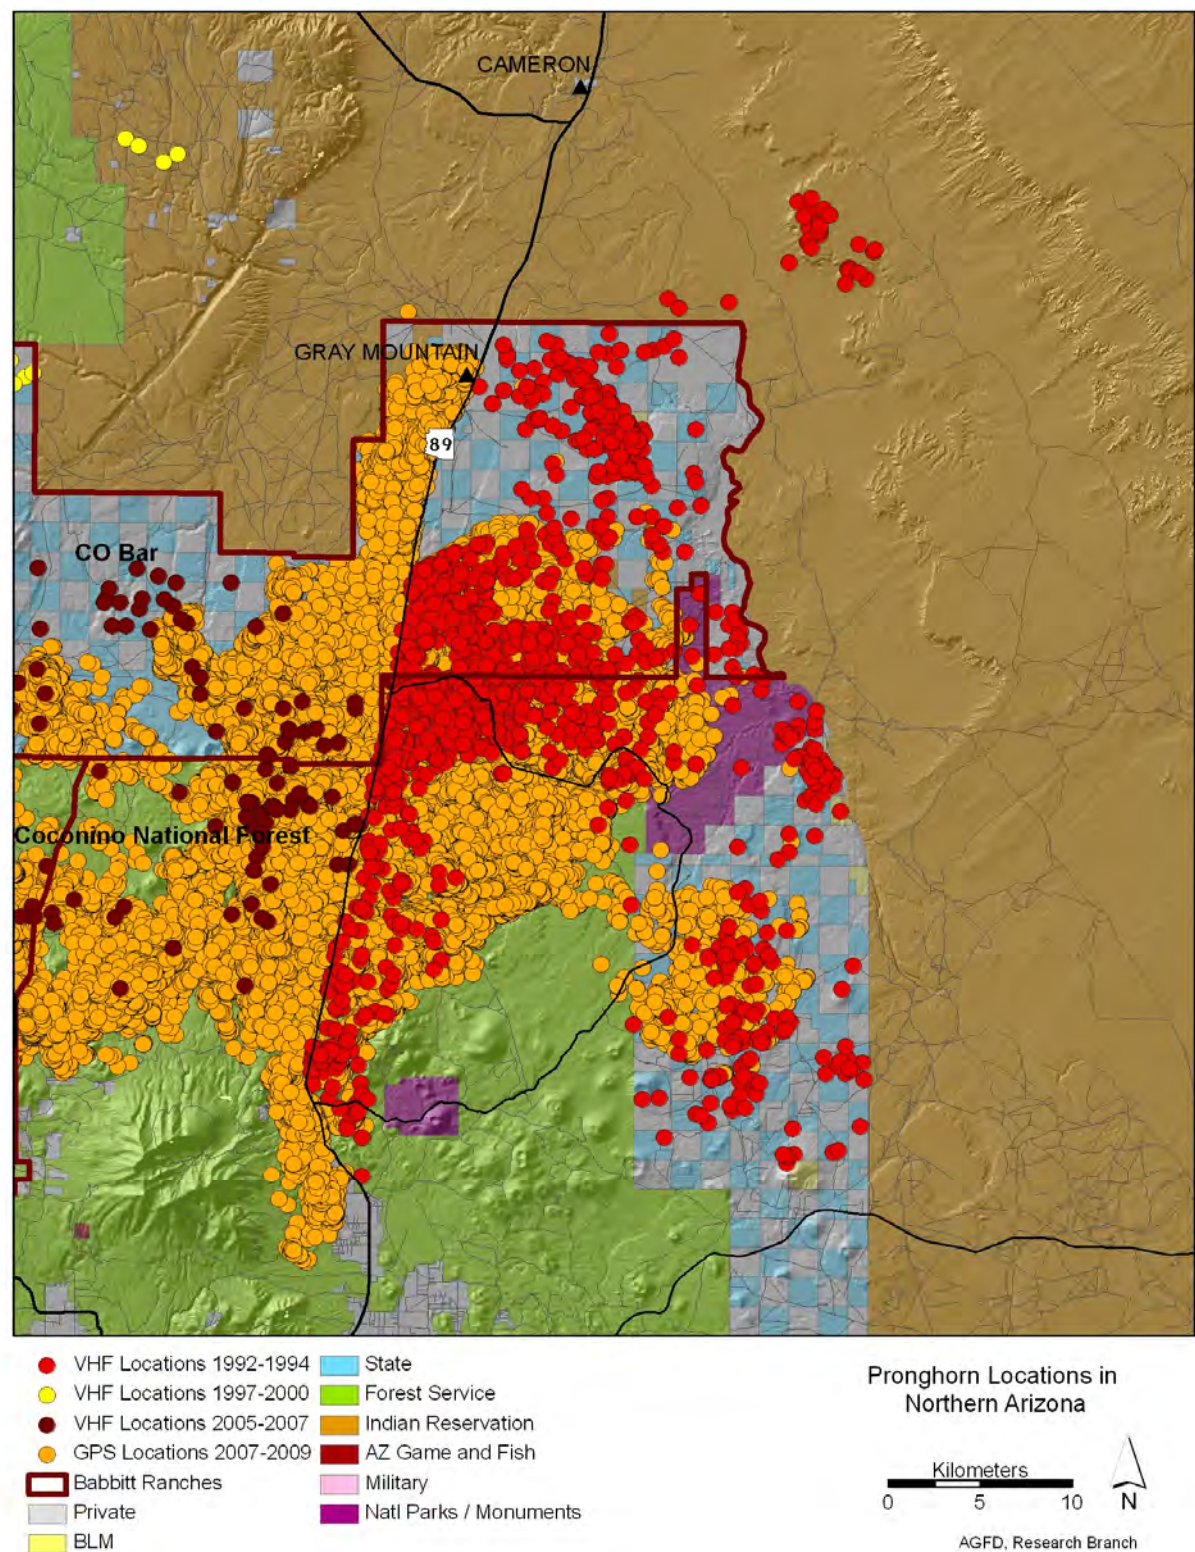 CAMERON
GRAY MOUNTAIN
89
CO Bar
Coconino National Forest
VHF Locations 1992-1994
VHF Locations 1997-2000
VHF Locations 2005-2007
GPS Locations 2007-2009
Babbitt Ranches
Private
BLM
State
Forest Service
Indian Reservation
AZ Game and Fish
Military
Natl Parks / Monuments
Pronghorn Locations in
Northern Arizona
Kilometers
0 5 10
N
AGFD, Research Branch